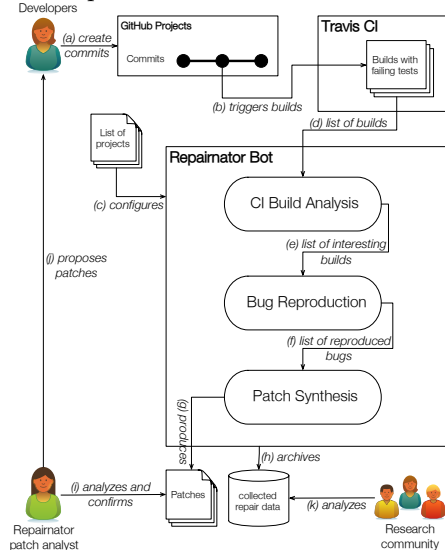 Developers
GitHub Projects
Travis CI
(a) create
commits
Commits
Builds with
failing tests
(b) triggers builds
(d) list of builds
List of
projects
Repairnator Bot
CI Build Analysis
(c) configures
(e) list of interesting
builds
(j) proposes
patches
Bug Reproduction
(f) list of reproduced
bugs
Patch Synthesis
(g) produces
(h) archives
(i) analyzes and
confirms
Patches
collected
repair data
(k) analyzes
Repairnator
patch analyst
Research
community